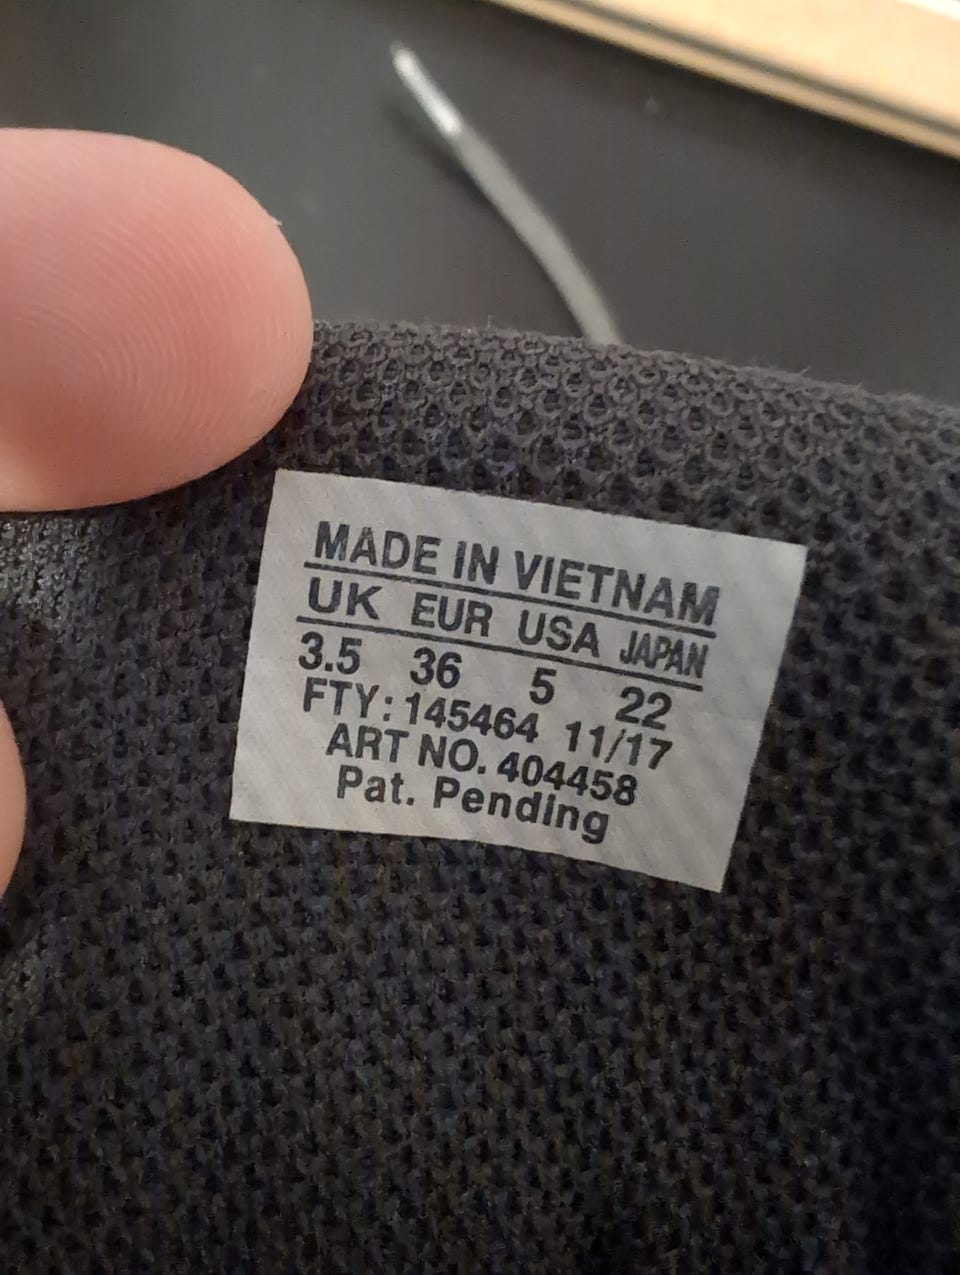 MADE IN VIETNAM
UK EUR USA JAPAN
3.5 36 5 22
FTY: 145464 11/17
ART NO. 404458
Pat. Pending